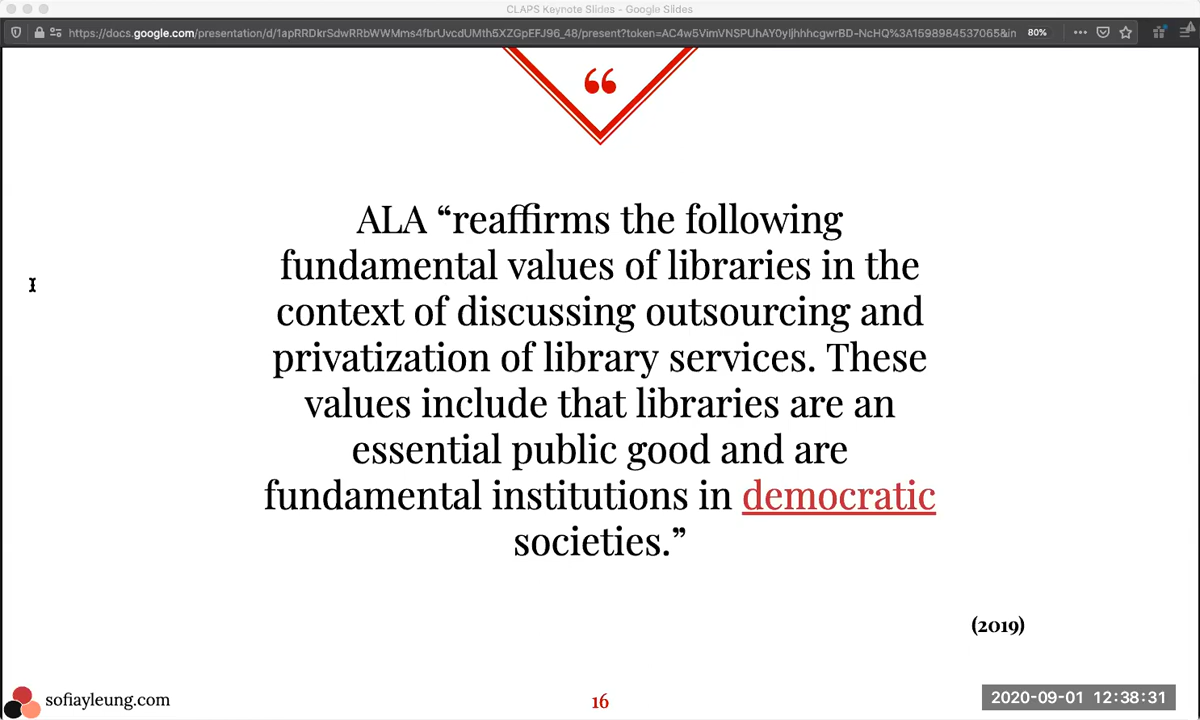 CLAPS Keynote Slides - Google Slides
https://docs.google.com/presentation/d/1apRRDkrSdwRRbWWMms4fbrUvcdUMth5XZGpEFJ96_48/present?token=AC4w5VimVNSPUhAY0yljhhhcgwrBD-NcHQ%3A1598984537065&in 80%
“
ALA “reaffirms the following
fundamental values of libraries in the
context of discussing outsourcing and
privatization of library services. These
values include that libraries are an
essential public good and are
fundamental institutions in democratic
societies.”
(2019)
sofiayleung.com
16
2020-09-01 12:38:31